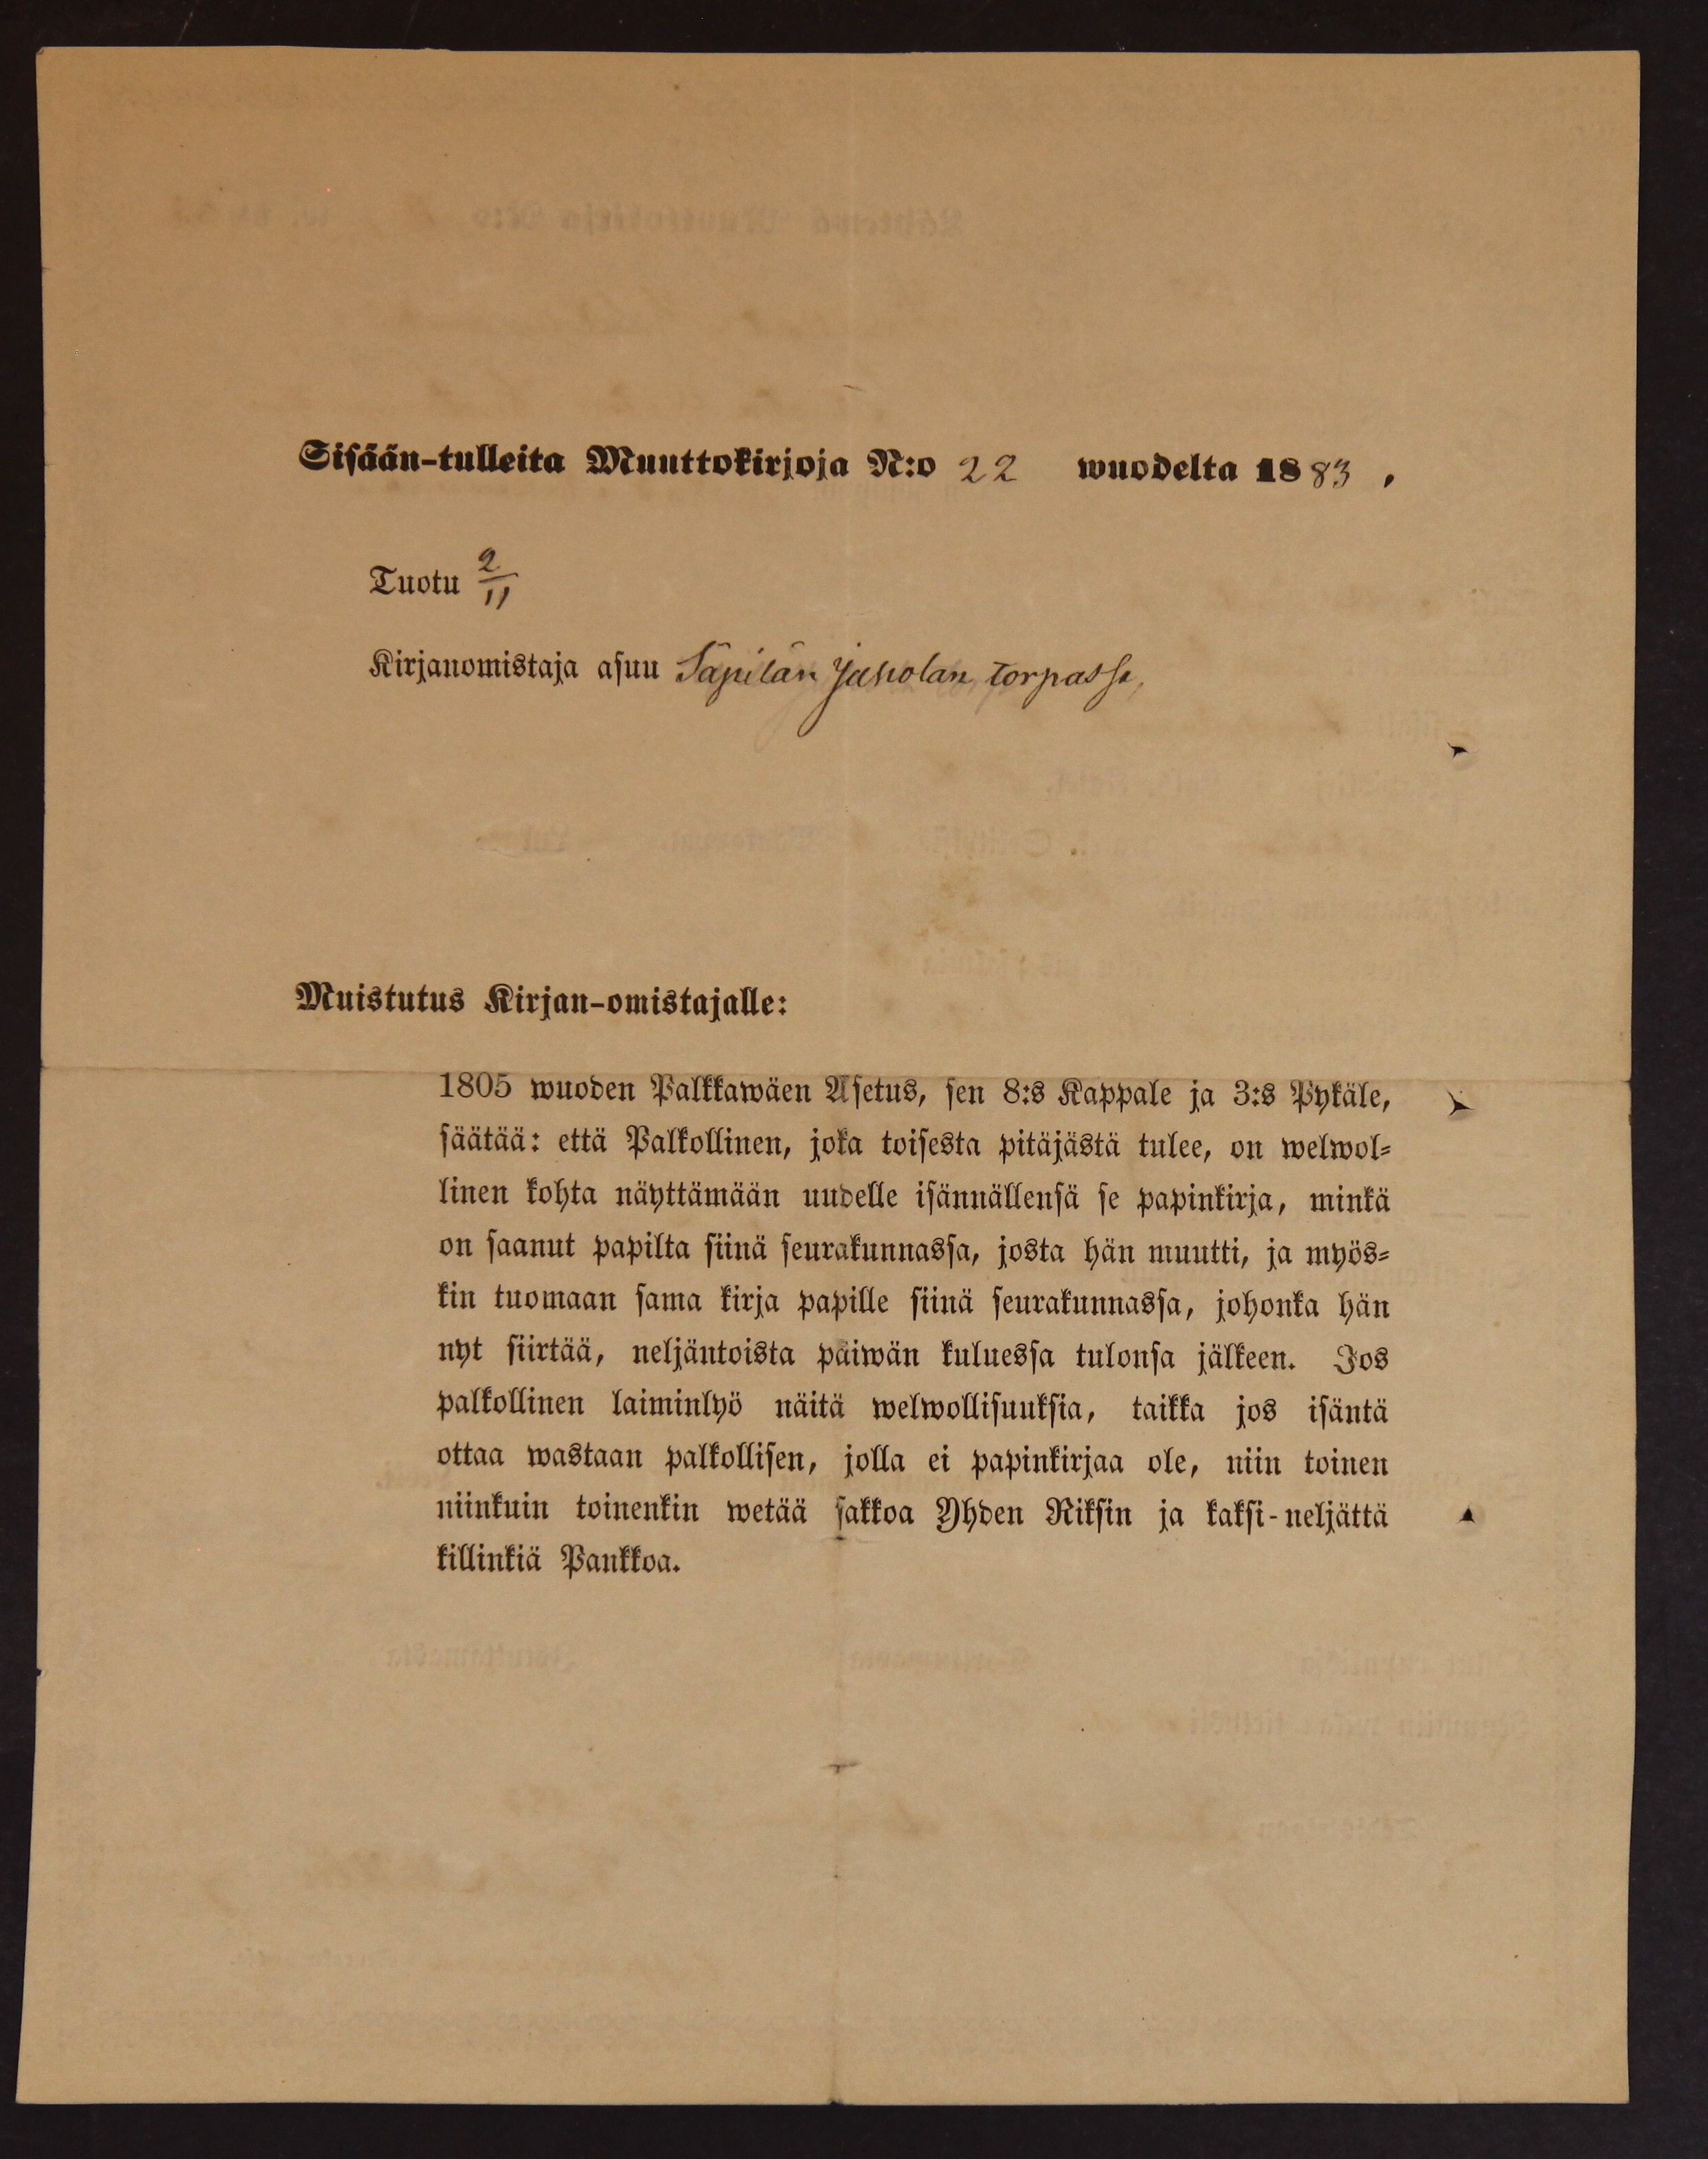 Sisään-tulleita Muuttokirjoja N:o 22 wuodelta 1883,
Tuotu 2/11
Kirjanomistaja asuu Säpilän Jaholan torpassa,
Muistutus Kirjan-omistajalle:
1805 wuoden Palkkawäen Asetus, sen 8:s Kappale ja 3:s Pykäle,
säätää: että Palkollinen, joka toisesta pitäjästä tulee, on welwol=
linen kohta näyttämään uudelle isännällensä se papinkirja, minkä
on saanut papilta siinä seurakunnassa, josta hän muutti, ja myös=
kin tuomaan sama kirja papille siinä seurakunnassa, johonka hän
nyt siirtää, neljäntoista päiwän kuluessa tulonsa jälkeen. Jos
palkollinen laiminlyö näitä welwollisuuksia, taikka jos isäntä
ottaa wastaan palkollisen, jolla ei papinkirjaa ole, niin toinen
niinkuin toinenkin wetää sakkoa Yhden Riksin ja kaksi-neljättä
killinkiä Pankkoa.